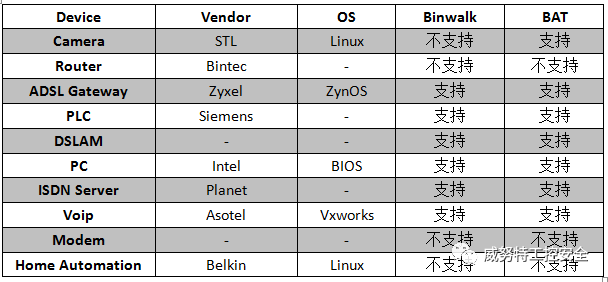 Device Vendor OS Binwalk BAT
Camera STL Linux 不支持 支持
Router Bintec - 不支持 不支持
ADSL Gateway Zyxel ZynOS 支持 支持
PLC Siemens - 支持 支持
DSLAM - - 支持 支持
PC Intel BIOS 支持 支持
ISDN Server Planet - 支持 支持
Voip Asotel Vxworks 支持 支持
Modem - - 不支持 不支持
威努特工控安全
Home Automation Belkin Linux 不支持 不支持